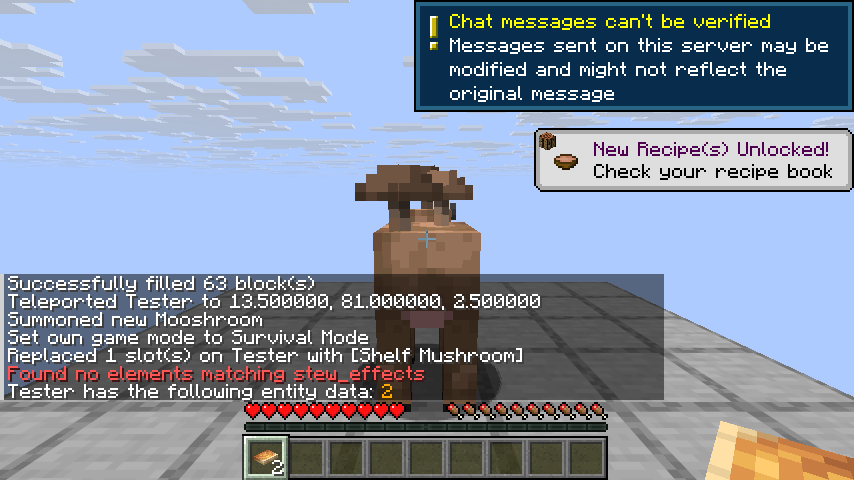 Chat messages can't be verified
Messages sent on this server may be
modified and might not reflect the
original message
New Recipe(s) Unlocked!
Check your recipe book
Successfully filled 63 block(s)
Teleported Tester to 13.500000, 81.000000, 2.500000
Summoned new Mooshroom
Set own game mode to Survival Mode
Replaced 1 slot(s) on Tester with [Shelf Mushroom]
Found no elements matching stew_effects
Tester has the following entity data: 2
2